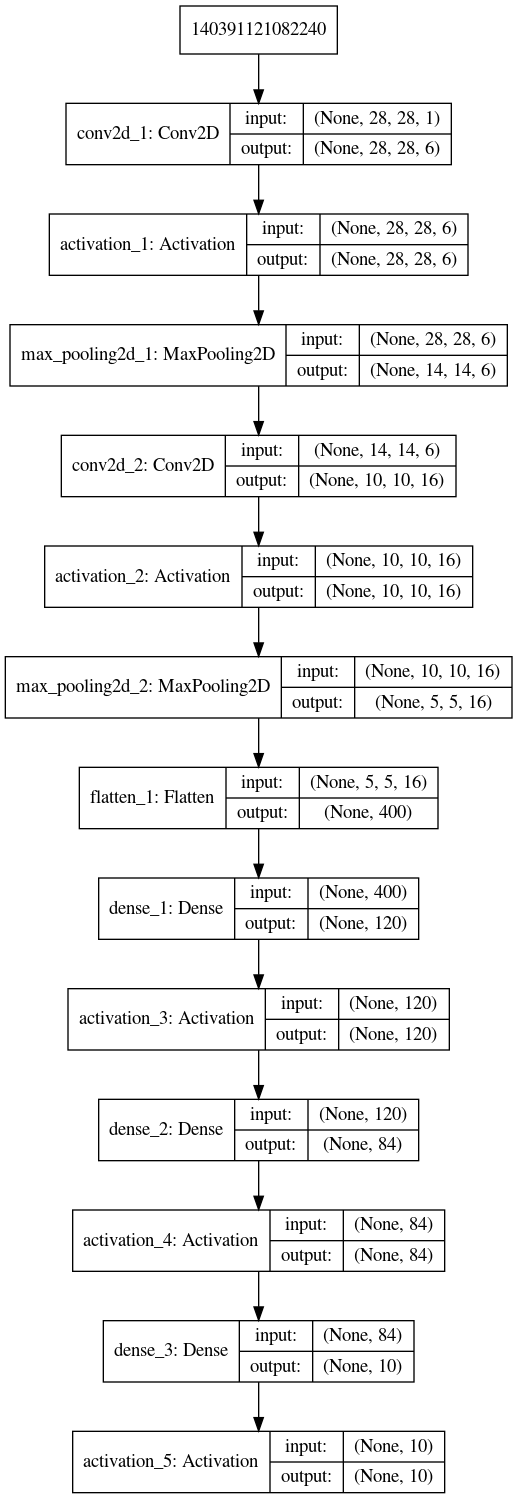 140391121082240
conv2d_1: Conv2D
input: (None, 28, 28, 1)
output: (None, 28, 28, 6)
activation_1: Activation
input: (None, 28, 28, 6)
output: (None, 28, 28, 6)
max_pooling2d_1: MaxPooling2D
input: (None, 28, 28, 6)
output: (None, 14, 14, 6)
conv2d_2: Conv2D
input: (None, 14, 14, 6)
output: (None, 10, 10, 16)
activation_2: Activation
input: (None, 10, 10, 16)
output: (None, 10, 10, 16)
max_pooling2d_2: MaxPooling2D
input: (None, 10, 10, 16)
output: (None, 5, 5, 16)
flatten_1: Flatten
input: (None, 5, 5, 16)
output: (None, 400)
dense_1: Dense
input: (None, 400)
output: (None, 120)
activation_3: Activation
input: (None, 120)
output: (None, 120)
dense_2: Dense
input: (None, 120)
output: (None, 84)
activation_4: Activation
input: (None, 84)
output: (None, 84)
dense_3: Dense
input: (None, 84)
output: (None, 10)
activation_5: Activation
input: (None, 10)
output: (None, 10)